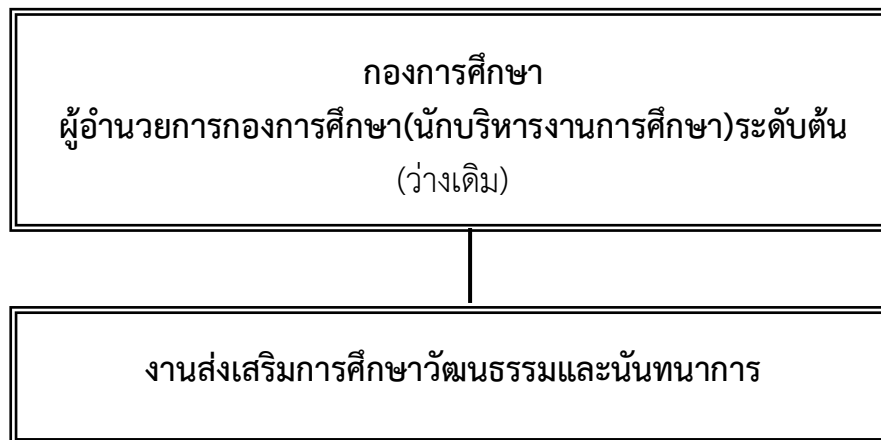 กองการศึกษา
ผู้อำนวยการกองการศึกษา(นักบริหารงานการศึกษา)ระดับต้น
(ว่างเดิม)
งานส่งเสริมการศึกษาวัฒนธรรมและนันทนาการ